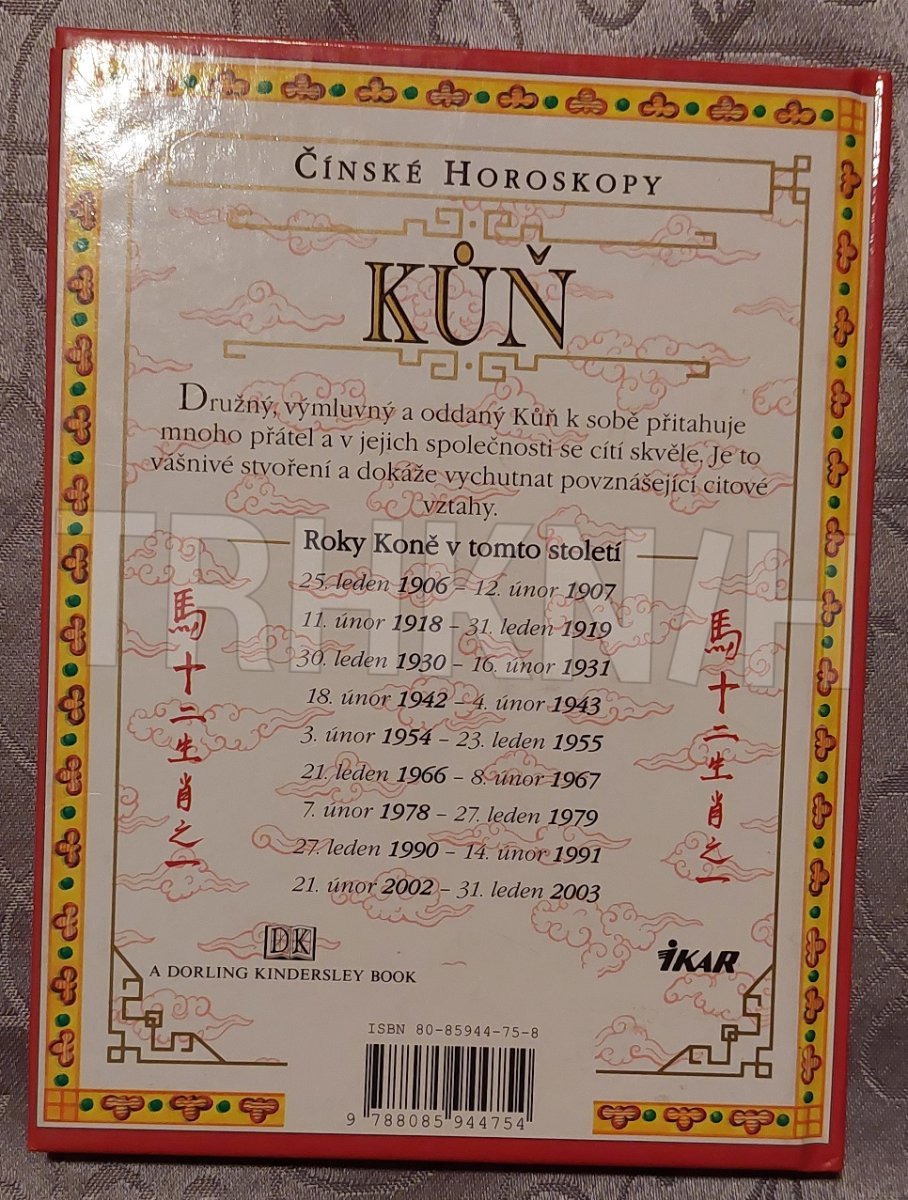 ČÍNSKÉ HOROSKOPY
KŮŇ
Družný, výmluvný a oddaný Kůň k sobě přitahuje
mnoho přátel a v jejich společnosti se cítí skvěle. Je to
vášnivé stvoření a dokáže vychutnat povznášející citové
vztahy.
Roky Koně v tomto století
25. leden 1906 – 12. únor 1907
11. únor 1918 – 31. leden 1919
30. leden 1930 – 16. únor 1931
18. únor 1942 – 4. únor 1943
3. únor 1954 – 23. leden 1955
21. leden 1966 – 8. únor 1967
7. únor 1978 – 27. leden 1979
27. leden 1990 – 14. únor 1991
21. únor 2002 – 31. leden 2003
馬十二生肖之一
馬十二生肖之一
TRHKNIH
DK
A DORLING KINDERSLEY BOOK
IKAR
ISBN 80-85944-75-8
9 788085 944754